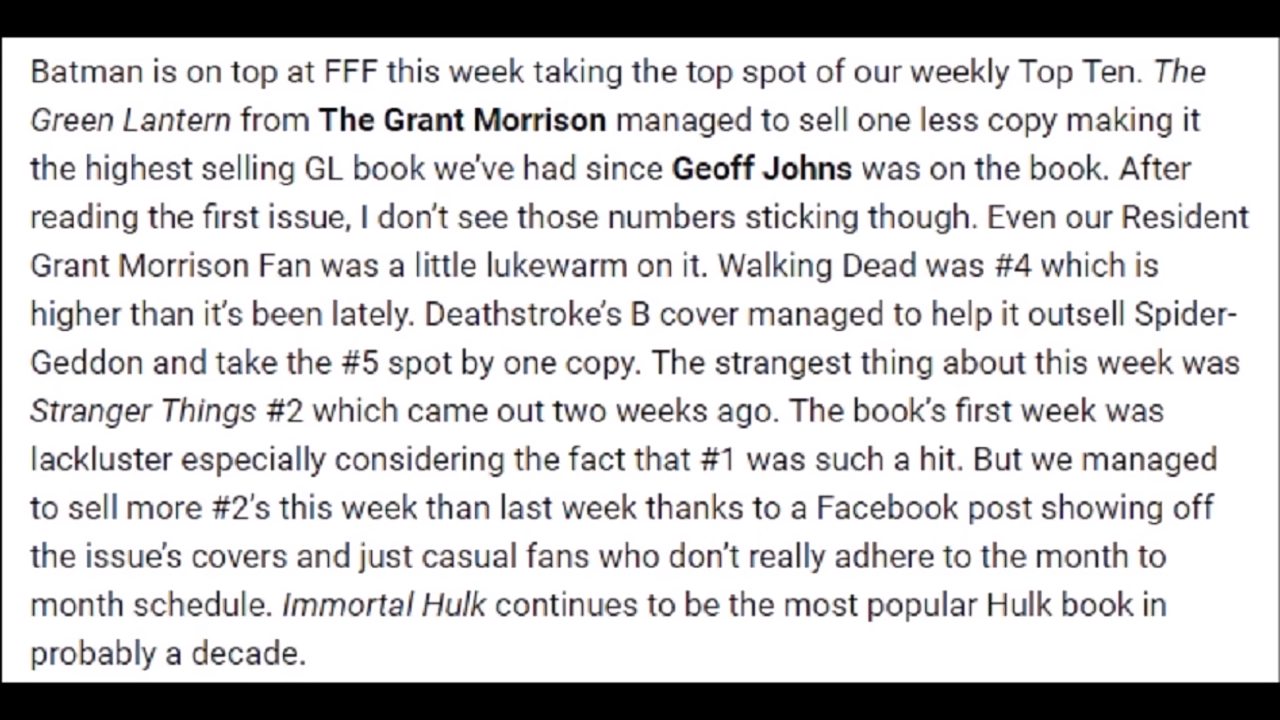 Batman is on top at FFF this week taking the top spot of our weekly Top Ten. The
Green Lantern from The Grant Morrison managed to sell one less copy making it
the highest selling GL book we've had since Geoff Johns was on the book. After
reading the first issue, I don't see those numbers sticking though. Even our Resident
Grant Morrison Fan was a little lukewarm on it. Walking Dead was #4 which is
higher than it's been lately. Deathstroke's B cover managed to help it outsell Spider-
Geddon and take the #5 spot by one copy. The strangest thing about this week was
Stranger Things #2 which came out two weeks ago. The book's first week was
lackluster especially considering the fact that #1 was such a hit. But we managed
to sell more #2's this week than last week thanks to a Facebook post showing off
the issue's covers and just casual fans who don't really adhere to the month to
month schedule. Immortal Hulk continues to be the most popular Hulk book in
probably a decade.